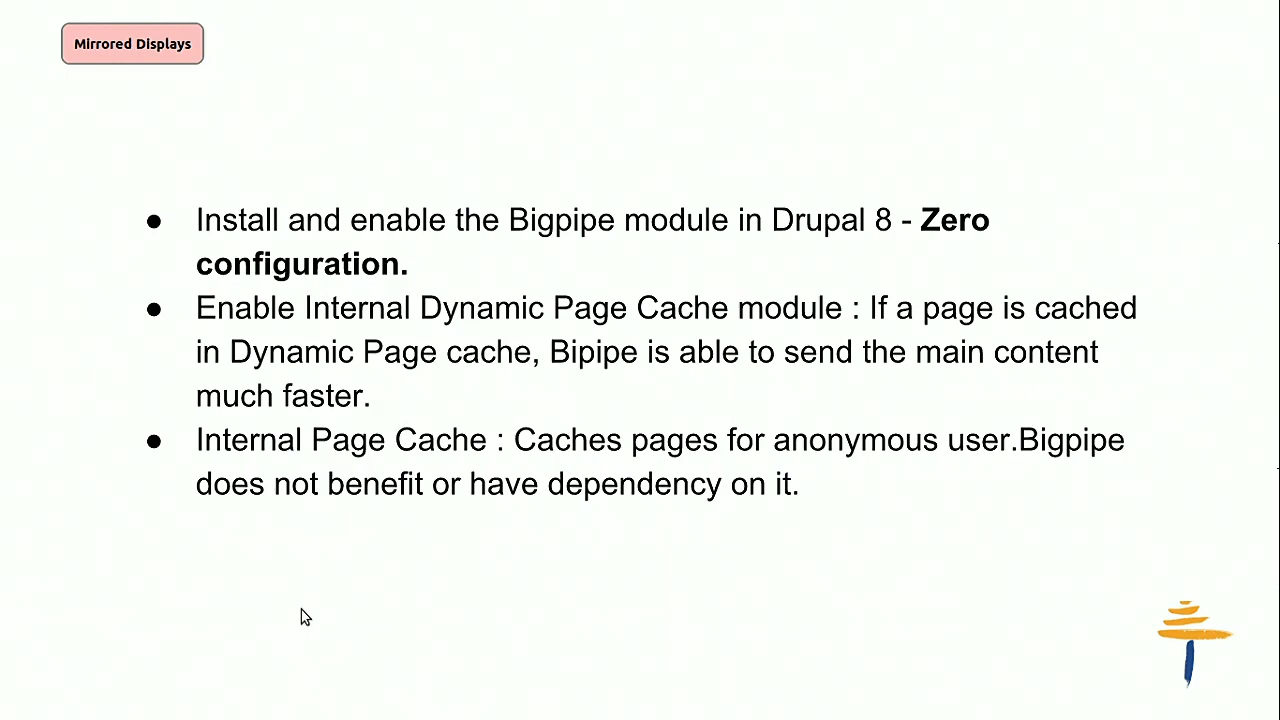 Mirrored Displays
● Install and enable the Bigpipe module in Drupal 8 - Zero
configuration.
● Enable Internal Dynamic Page Cache module : If a page is cached
in Dynamic Page cache, Bipipe is able to send the main content
much faster.
● Internal Page Cache : Caches pages for anonymous user.Bigpipe
does not benefit or have dependency on it.